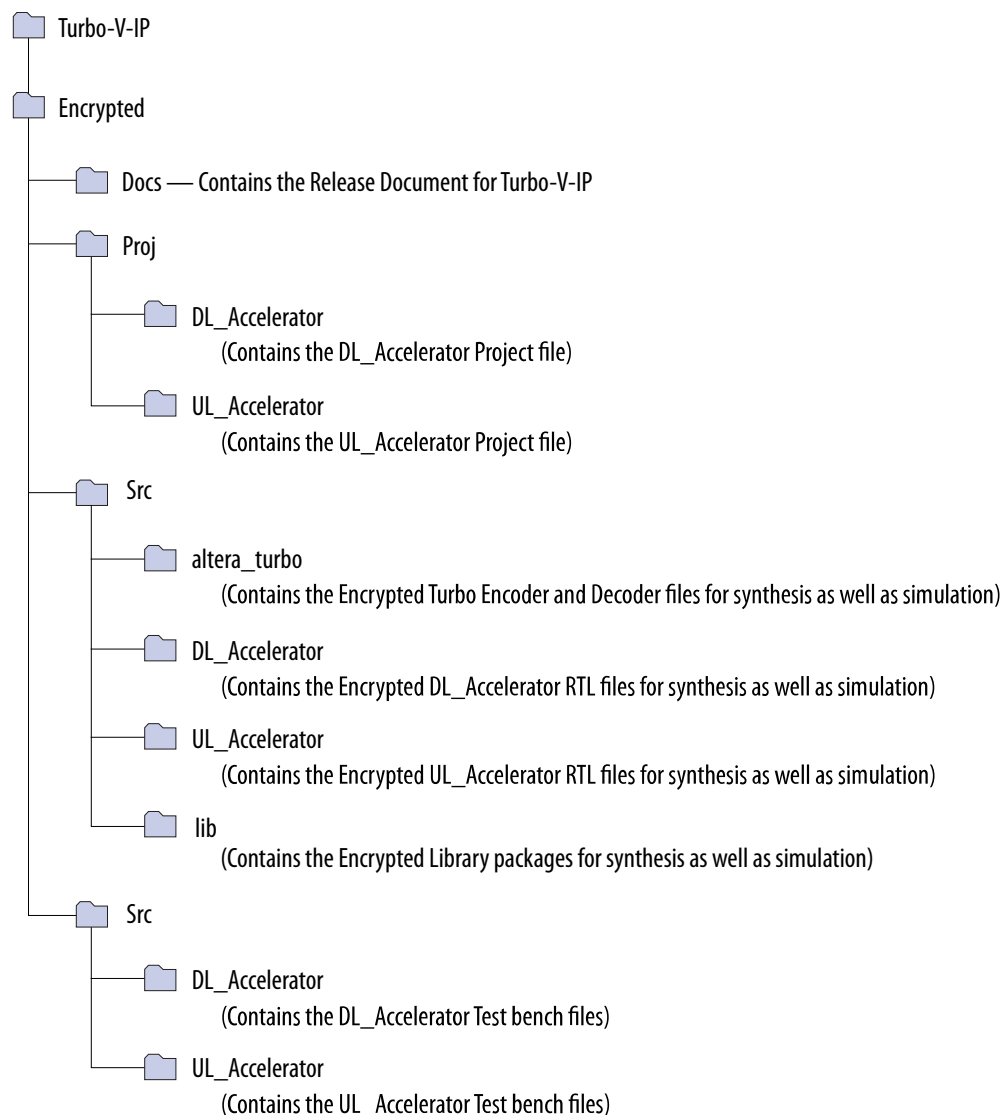 Turbo-V-IP
Encrypted
Docs — Contains the Release Document for Turbo-V-IP
Proj
DL_Accelerator
(Contains the DL_Accelerator Project file)
UL_Accelerator
(Contains the UL_Accelerator Project file)
Src
altera_turbo
(Contains the Encrypted Turbo Encoder and Decoder files for synthesis as well as simulation)
DL_Accelerator
(Contains the Encrypted DL_Accelerator RTL files for synthesis as well as simulation)
UL_Accelerator
(Contains the Encrypted UL_Accelerator RTL files for synthesis as well as simulation)
lib
(Contains the Encrypted Library packages for synthesis as well as simulation)
Src
DL_Accelerator
(Contains the DL_Accelerator Test bench files)
UL_Accelerator
(Contains the UL_Accelerator Test bench files)